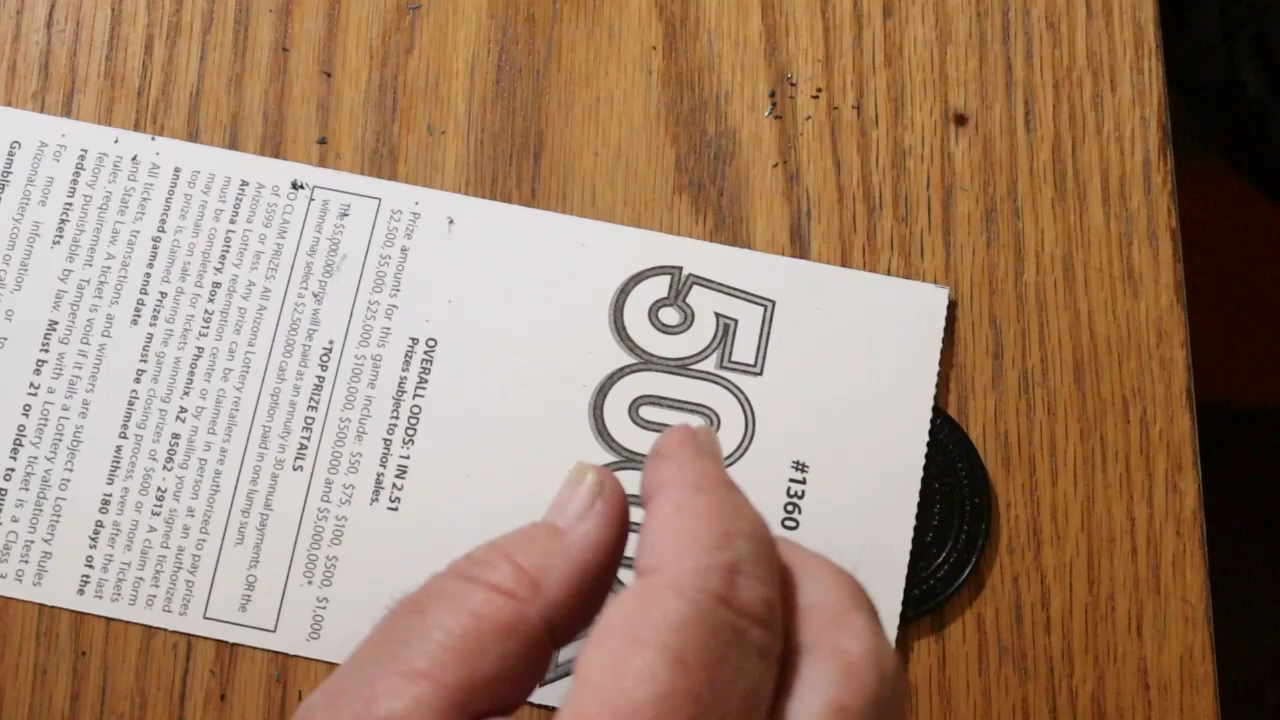 #1360
50
OVERALL ODDS: 1 IN 2.51
Prizes subject to prior sales.
• Prize amounts for this game include: $50, $75, $100, $500, $1,000,
$2,500, $5,000, $25,000, $100,000, $500,000 and $5,000,000*.
*TOP PRIZE DETAILS
The $5,000,000 prize will be paid as an annuity in 30 annual payments, OR the
winner may select a $2,500,000 cash option paid in one lump sum.
TO CLAIM PRIZES: All Arizona Lottery retailers are authorized to pay prizes
of $599 or less. Any prize can be claimed in person at an authorized
Arizona Lottery redemption center or by mailing your signed ticket to:
Arizona Lottery, Box 2913, Phoenix, AZ 85062 - 2913. A claim form
must be completed for tickets winning prizes of $600 or more. Tickets
may remain on sale during the game closing process, even after the last
top prize is claimed. Prizes must be claimed within 180 days of the
announced game end date.
• All tickets, transactions, and winners are subject to Lottery Rules
and State Law. A ticket is void if it fails a Lottery validation test or
rules requirement. Tampering with a Lottery ticket is a Class 3
felony punishable by law. Must be 21 or older to
redeem tickets.
• For more information,
ArizonaLottery.com or call or to